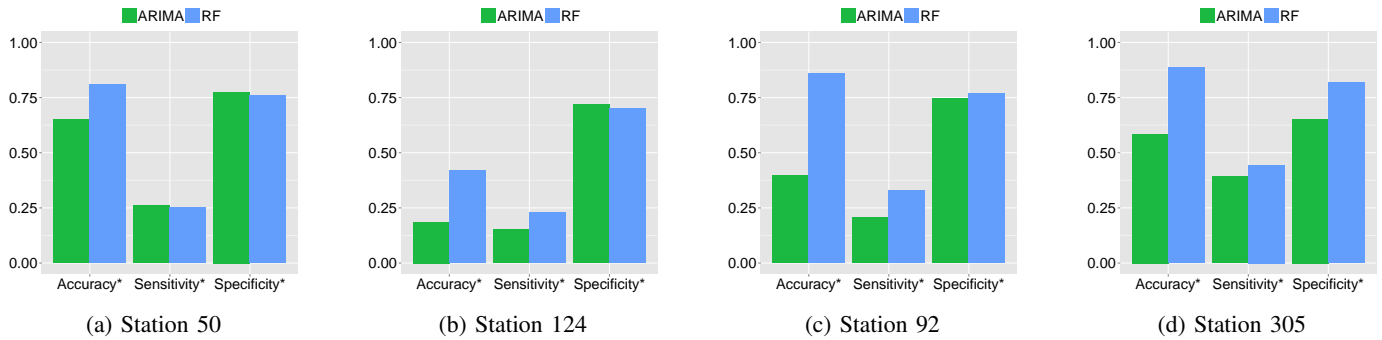 ARIMA RF
1.00
0.75
0.50
0.25
0.00
Accuracy* Sensitivity* Specificity*
(a) Station 50
ARIMA RF
1.00
0.75
0.50
0.25
0.00
Accuracy* Sensitivity* Specificity*
(b) Station 124
ARIMA RF
1.00
0.75
0.50
0.25
0.00
Accuracy* Sensitivity* Specificity*
(c) Station 92
ARIMA RF
1.00
0.75
0.50
0.25
0.00
Accuracy* Sensitivity* Specificity*
(d) Station 305